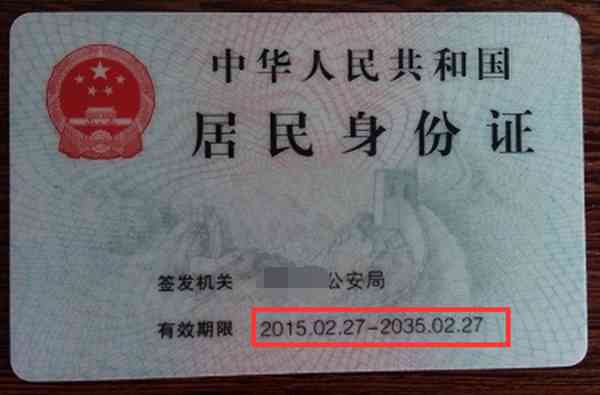 中华人民共和国
居民身份证
签发机关 公安局
有效期限 2015.02.27-2035.02.27